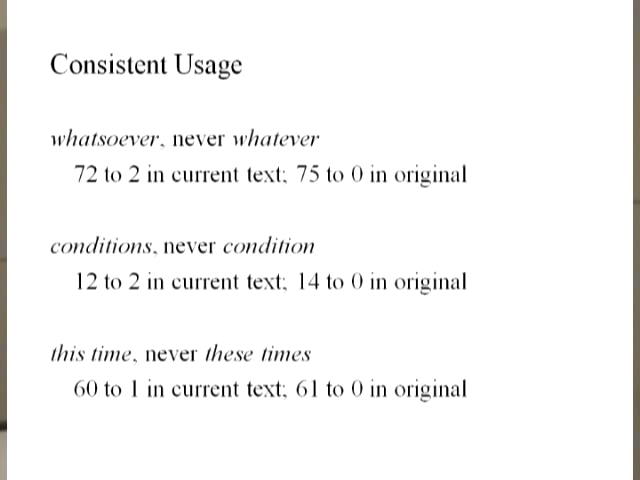 Consistent Usage
whatsoever, never whatever
72 to 2 in current text; 75 to 0 in original
conditions, never condition
12 to 2 in current text; 14 to 0 in original
this time, never these times
60 to 1 in current text; 61 to 0 in original